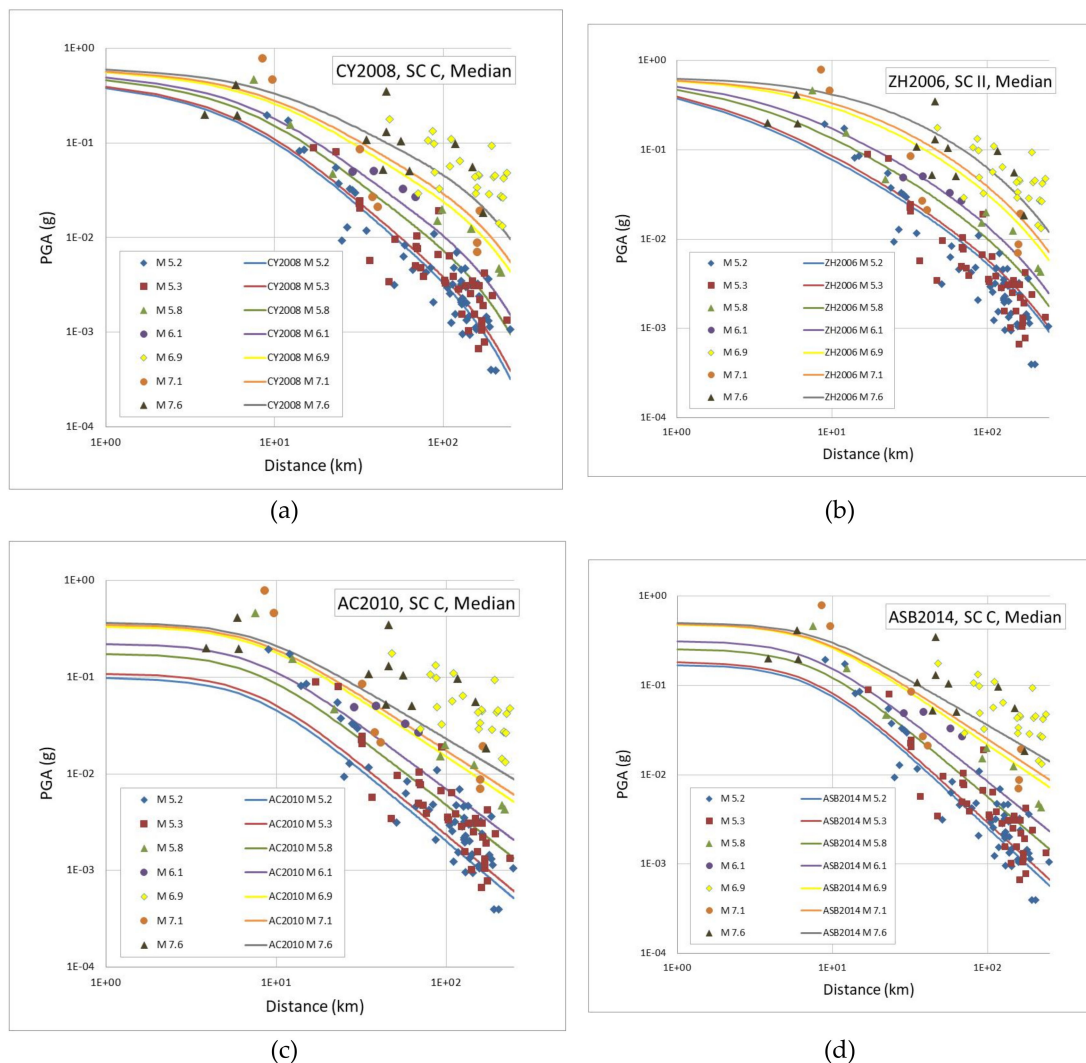 CY2008, SC C, Median
1E+00
1E-01
1E-02
1E-03
1E-04
PGA (g)
M 5.2 CY2008 M 5.2
M 5.3 CY2008 M 5.3
M 5.8 CY2008 M 5.8
M 6.1 CY2008 M 6.1
M 6.9 CY2008 M 6.9
M 7.1 CY2008 M 7.1
M 7.6 CY2008 M 7.6
1E+00 1E+01 1E+02
Distance (km)
(a)
ZH2006, SC II, Median
1E+00
1E-01
1E-02
1E-03
1E-04
PGA (g)
M 5.2 ZH2006 M 5.2
M 5.3 ZH2006 M 5.3
M 5.8 ZH2006 M 5.8
M 6.1 ZH2006 M 6.1
M 6.9 ZH2006 M 6.9
M 7.1 ZH2006 M 7.1
M 7.6 ZH2006 M 7.6
1E+00 1E+01 1E+02
Distance (km)
(b)
AC2010, SC C, Median
1E+00
1E-01
1E-02
1E-03
1E-04
PGA (g)
M 5.2 AC2010 M 5.2
M 5.3 AC2010 M 5.3
M 5.8 AC2010 M 5.8
M 6.1 AC2010 M 6.1
M 6.9 AC2010 M 6.9
M 7.1 AC2010 M 7.1
M 7.6 AC2010 M 7.6
1E+00 1E+01 1E+02
Distance (km)
(c)
ASB2014, SC C, Median
1E+00
1E-01
1E-02
1E-03
1E-04
PGA (g)
M 5.2 ASB2014 M 5.2
M 5.3 ASB2014 M 5.3
M 5.8 ASB2014 M 5.8
M 6.1 ASB2014 M 6.1
M 6.9 ASB2014 M 6.9
M 7.1 ASB2014 M 7.1
M 7.6 ASB2014 M 7.6
1E+00 1E+01 1E+02
Distance (km)
(d)